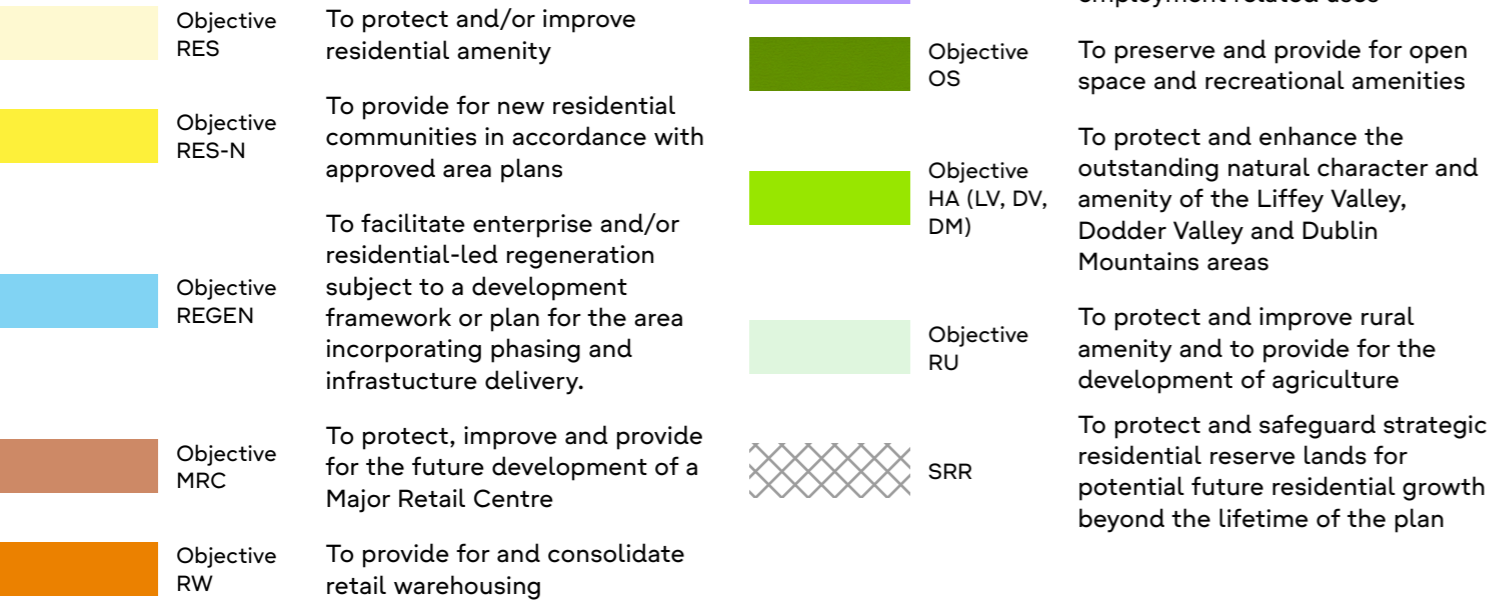 Objective
RES
To protect and/or improve
residential amenity
Objective
RES-N
To provide for new residential
communities in accordance with
approved area plans
Objective
REGEN
To facilitate enterprise and/or
residential-led regeneration
subject to a development
framework or plan for the area
incorporating phasing and
infrastucture delivery.
Objective
MRC
To protect, improve and provide
for the future development of a
Major Retail Centre
Objective
RW
To provide for and consolidate
retail warehousing
employment related uses
Objective
OS
To preserve and provide for open
space and recreational amenities
Objective
HA (LV, DV,
DM)
To protect and enhance the
outstanding natural character and
amenity of the Liffey Valley,
Dodder Valley and Dublin
Mountains areas
Objective
RU
To protect and improve rural
amenity and to provide for the
development of agriculture
SRR
To protect and safeguard strategic
residential reserve lands for
potential future residential growth
beyond the lifetime of the plan